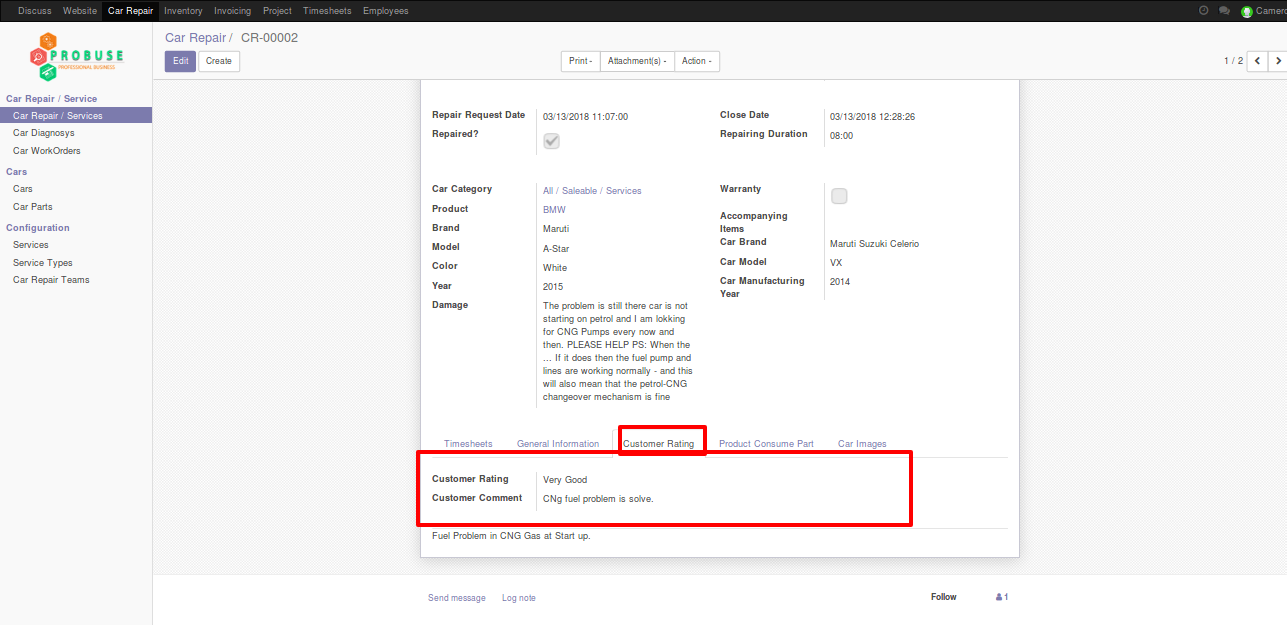 Discuss Website Car Repair Inventory Invoicing Project Timesheets Employees
PROBUSE
PROFESSIONAL BUSINESS
Car Repair / Service
Car Repair / Services
Car Diagnosys
Car WorkOrders
Cars
Cars
Car Parts
Configuration
Services
Service Types
Car Repair Teams
Car Repair / CR-00002
Edit Create
Print Attachment(s) Action
1 / 2
Repair Request Date 03/13/2018 11:07:00
Repaired?
Close Date 03/13/2018 12:28:26
Repairing Duration 08:00
Car Category All / Saleable / Services
Product BMW
Brand Maruti
Model A-Star
Color White
Year 2015
Damage The problem is still there car is not
starting on petrol and I am lokking
for CNG Pumps every now and
then. PLEASE HELP PS: When the
... If it does then the fuel pump and
lines are working normally - and this
will also mean that the petrol-CNG
changeover mechanism is fine
Warranty
Accompanying
Items
Car Brand Maruti Suzuki Celerio
Car Model VX
Car Manufacturing 2014
Year
Timesheets General Information Customer Rating Product Consume Part Car Images
Customer Rating Very Good
Customer Comment CNg fuel problem is solve.
Fuel Problem in CNG Gas at Start up.
Send message Log note Follow 1